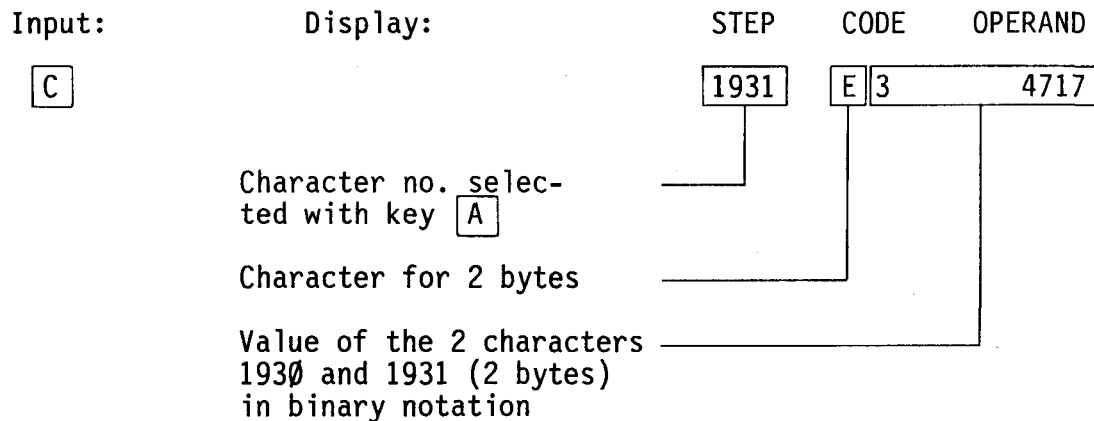 Input: Display: STEP CODE OPERAND
C 1931 E 3 4717
Character no. selec-
ted with key A
Character for 2 bytes
Value of the 2 characters
193Ø and 1931 (2 bytes)
in binary notation